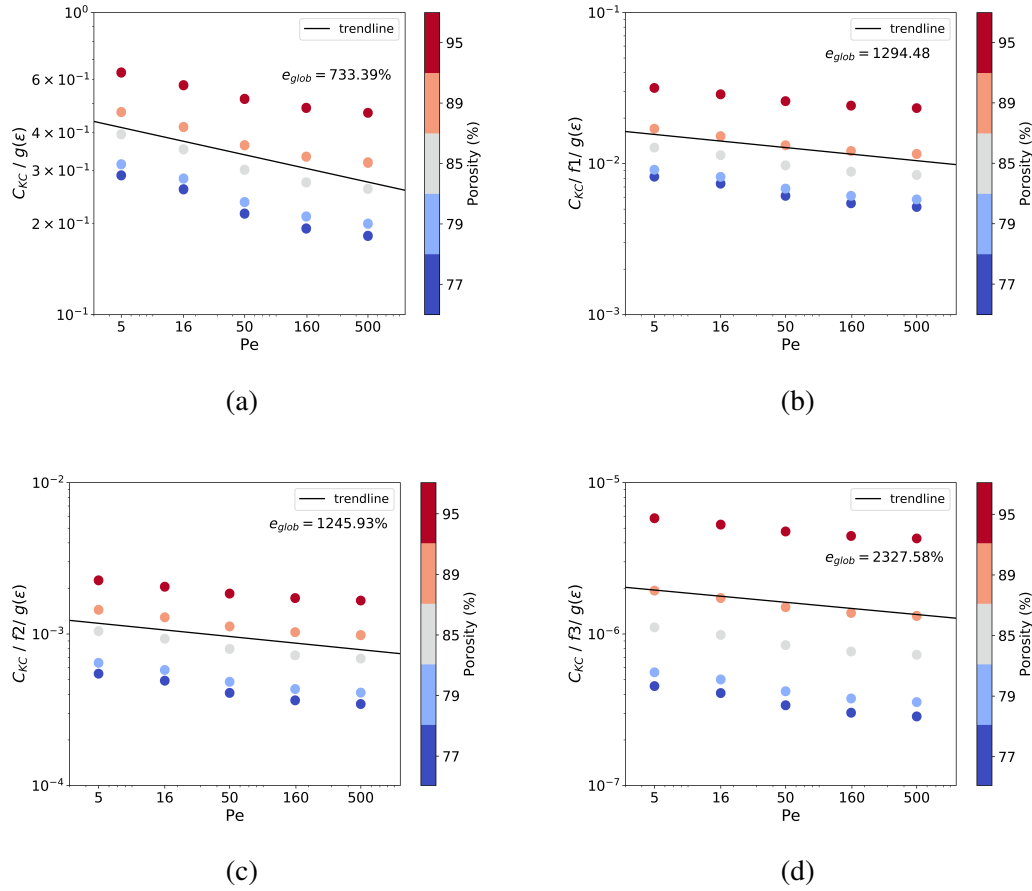 10⁰
6 × 10⁻¹
4 × 10⁻¹
3 × 10⁻¹
2 × 10⁻¹
10⁻¹
C_KC / g(ε)
trendline
e_glob = 733.39%
5 16 50 160 500
Pe
95
89
85
79
77
Porosity (%)
(a)
10⁻¹
10⁻²
10⁻³
C_KC/ f1/ g(ε)
trendline
e_glob = 1294.48
5 16 50 160 500
Pe
95
89
85
79
77
Porosity (%)
(b)
10⁻²
10⁻³
10⁻⁴
C_KC / f2/ g(ε)
trendline
e_glob = 1245.93%
5 16 50 160 500
Pe
95
89
85
79
77
Porosity (%)
(c)
10⁻⁵
10⁻⁶
10⁻⁷
C_KC / f3/ g(ε)
trendline
e_glob = 2327.58%
5 16 50 160 500
Pe
95
89
85
79
77
Porosity (%)
(d)